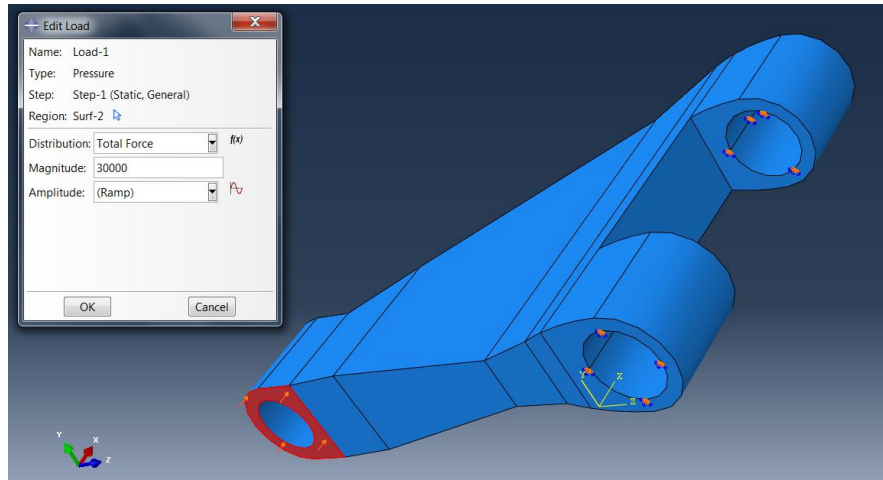 Edit Load
X
Name: Load-1
Type: Pressure
Step: Step-1 (Static, General)
Region: Surf-2
Distribution: Total Force f(x)
Magnitude: 30000
Amplitude: (Ramp)
OK Cancel
Y X
Z
Y X
Z